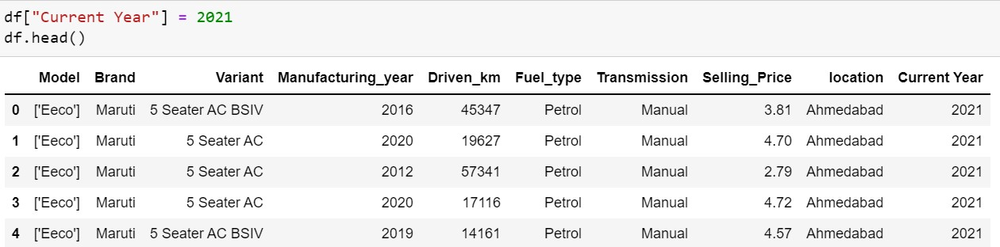 df["Current Year"] = 2021
df.head()
Model Brand Variant Manufacturing_year Driven_km Fuel_type Transmission Selling_Price location Current Year
0 ['Eeco'] Maruti 5 Seater AC BSIV 2016 45347 Petrol Manual 3.81 Ahmedabad 2021
1 ['Eeco'] Maruti 5 Seater AC 2020 19627 Petrol Manual 4.70 Ahmedabad 2021
2 ['Eeco'] Maruti 5 Seater AC 2012 57341 Petrol Manual 2.79 Ahmedabad 2021
3 ['Eeco'] Maruti 5 Seater AC 2020 17116 Petrol Manual 4.72 Ahmedabad 2021
4 ['Eeco'] Maruti 5 Seater AC BSIV 2019 14161 Petrol Manual 4.57 Ahmedabad 2021